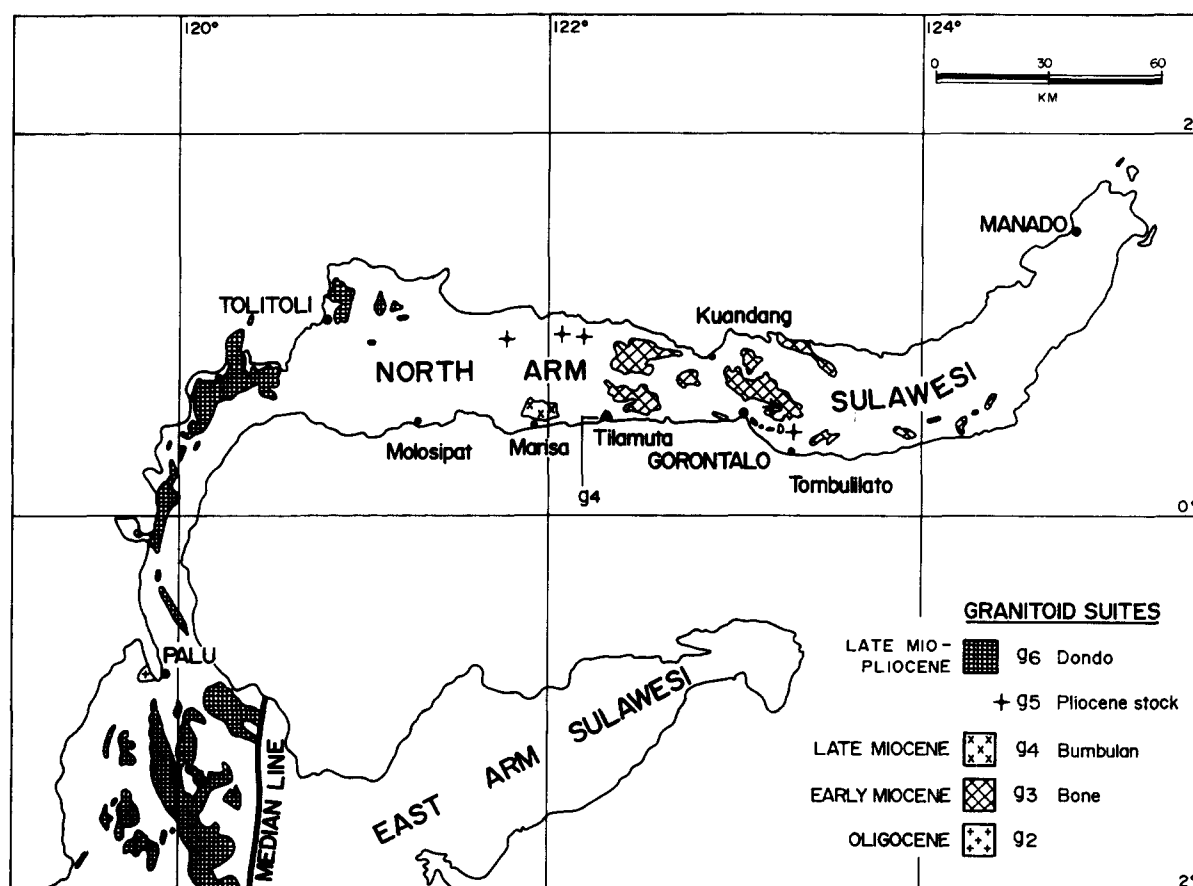 120°
122°
124°
0 30 60
KM
2
MANADO
TOLITOLI
Kuandang
NORTH ARM SULAWESI
Molosipat
Marisa
Tilamuta
GORONTALO
Tombulilato
g4
0°
PALU
MEDIAN LINE
EAST ARM SULAWESI
GRANITOID SUITES
LATE MIO-
PLIOCENE g6 Dondo
g5 Pliocene stock
LATE MIOCENE g4 Bumbulan
EARLY MIOCENE g3 Bone
OLIGOCENE g2
2°